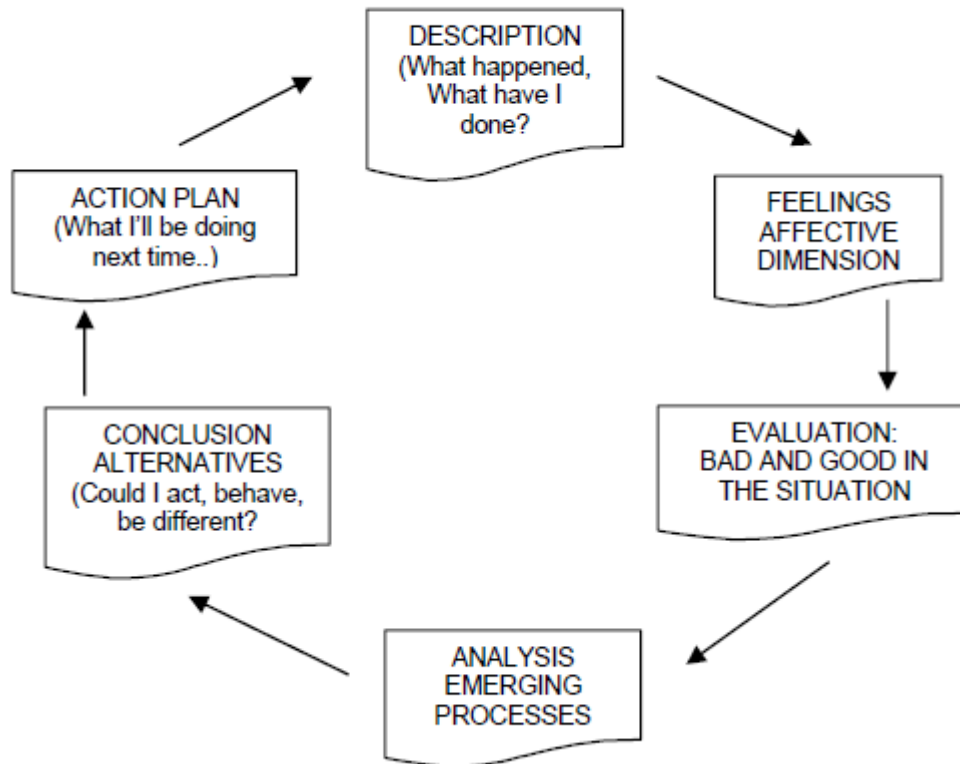 DESCRIPTION
(What happened,
What have I
done?
FEELINGS
AFFECTIVE
DIMENSION
EVALUATION:
BAD AND GOOD IN
THE SITUATION
ANALYSIS
EMERGING
PROCESSES
CONCLUSION
ALTERNATIVES
(Could I act, behave,
be different?
ACTION PLAN
(What I'll be doing
next time..)